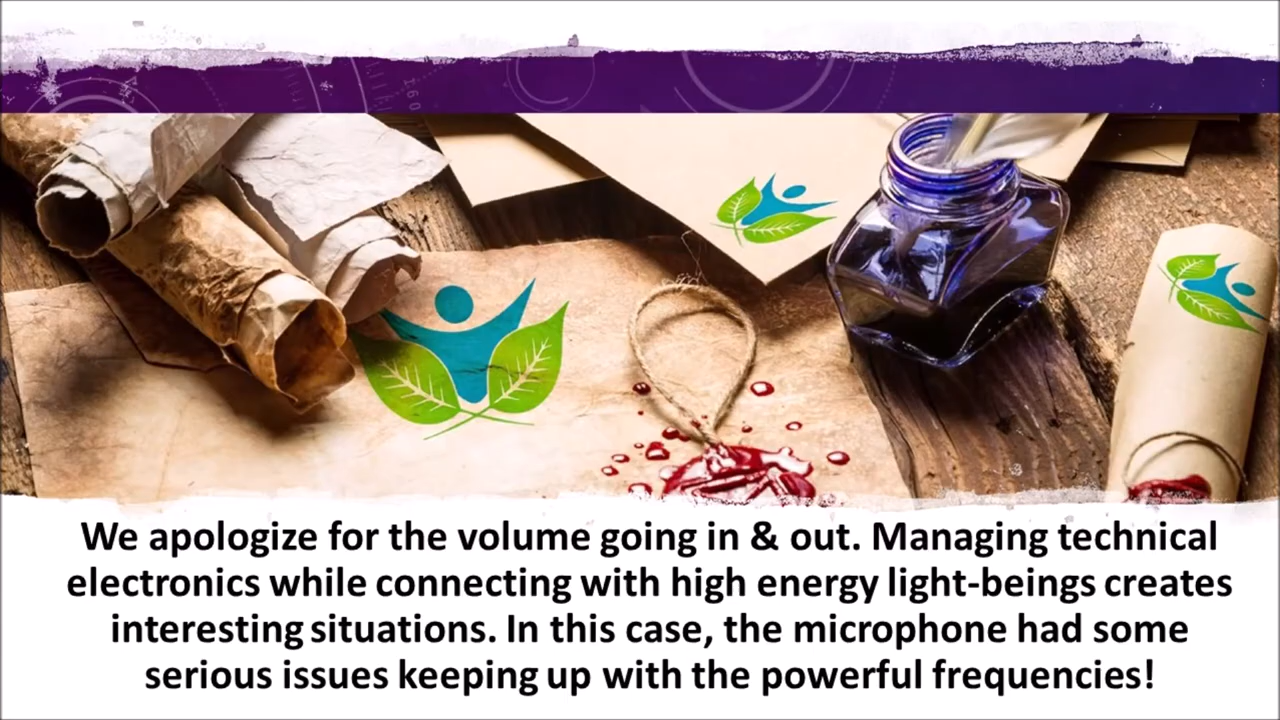 We apologize for the volume going in & out. Managing technical
electronics while connecting with high energy light-beings creates
interesting situations. In this case, the microphone had some
serious issues keeping up with the powerful frequencies!